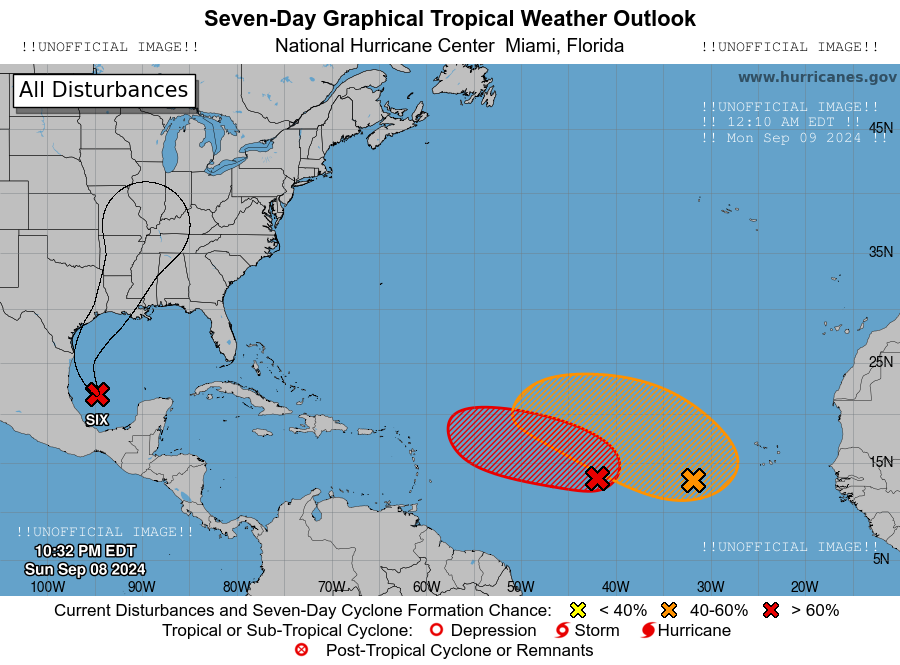 Seven-Day Graphical Tropical Weather Outlook
!!UNOFFICIAL IMAGE!! National Hurricane Center Miami, Florida !!UNOFFICIAL IMAGE!!
All Disturbances
www.hurricanes.gov
!!UNOFFICIAL IMAGE!!
!! 12:10 AM EDT !!
!! Mon Sep 09 2024 !!
45N
35N
25N
SIX
15N
!!UNOFFICIAL IMAGE!!
!!UNOFFICIAL IMAGE!!
10:32 PM EDT
Sun Sep 08 2024
5N
100W 90W 80W 70W 60W 50W 40W 30W 20W
Current Disturbances and Seven-Day Cyclone Formation Chance: < 40% 40-60% > 60%
Tropical or Sub-Tropical Cyclone: Depression Storm Hurricane
Post-Tropical Cyclone or Remnants